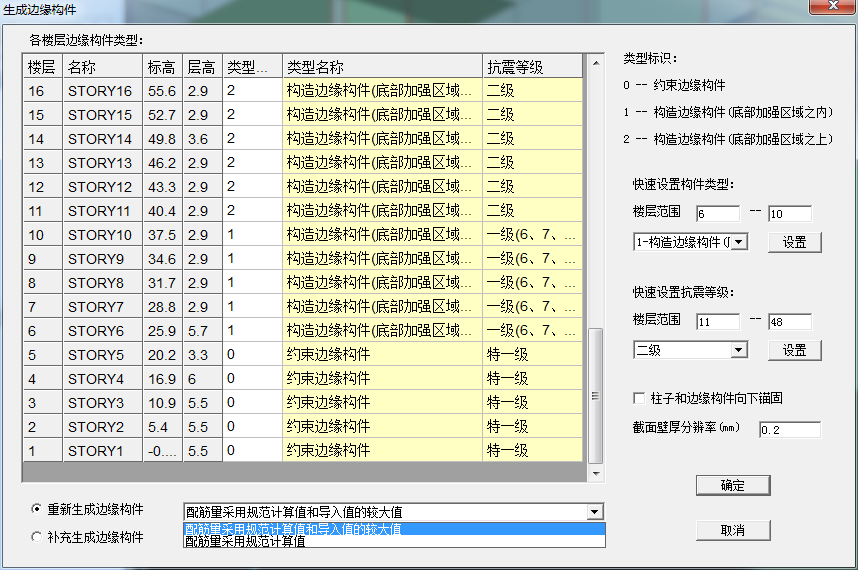 生成边缘构件
各楼层边缘构件类型:
楼层 名称 标高 层高 类型... 类型名称 抗震等级
16 STORY16 55.6 2.9 2 构造边缘构件(底部加强区域... 二级
15 STORY15 52.7 2.9 2 构造边缘构件(底部加强区域... 二级
14 STORY14 49.8 3.6 2 构造边缘构件(底部加强区域... 二级
13 STORY13 46.2 2.9 2 构造边缘构件(底部加强区域... 二级
12 STORY12 43.3 2.9 2 构造边缘构件(底部加强区域... 二级
11 STORY11 40.4 2.9 2 构造边缘构件(底部加强区域... 二级
10 STORY10 37.5 2.9 1 构造边缘构件(底部加强区域... 一级(6、7、...
9 STORY9 34.6 2.9 1 构造边缘构件(底部加强区域... 一级(6、7、...
8 STORY8 31.7 2.9 1 构造边缘构件(底部加强区域... 一级(6、7、...
7 STORY7 28.8 2.9 1 构造边缘构件(底部加强区域... 一级(6、7、...
6 STORY6 25.9 5.7 1 构造边缘构件(底部加强区域... 一级(6、7、...
5 STORY5 20.2 3.3 0 约束边缘构件 特一级
4 STORY4 16.9 6 0 约束边缘构件 特一级
3 STORY3 10.9 5.5 0 约束边缘构件 特一级
2 STORY2 5.4 5.5 0 约束边缘构件 特一级
1 STORY1 -0.... 5.5 0 约束边缘构件 特一级
重新生成边缘构件
补充生成边缘构件
配筋量采用规范计算值和导入值的较大值
配筋量采用规范计算值和导入值的较大值
配筋量采用规范计算值
类型标识:
0 -- 约束边缘构件
1 -- 构造边缘构件(底部加强区域之内)
2 -- 构造边缘构件(底部加强区域之上)
快速设置构件类型:
楼层范围 6 -- 10
1-构造边缘构件( 设置
快速设置抗震等级:
楼层范围 11 -- 48
二级 设置
柱子和边缘构件向下锚固
截面壁厚分辨率(mm) 0.2
确定
取消